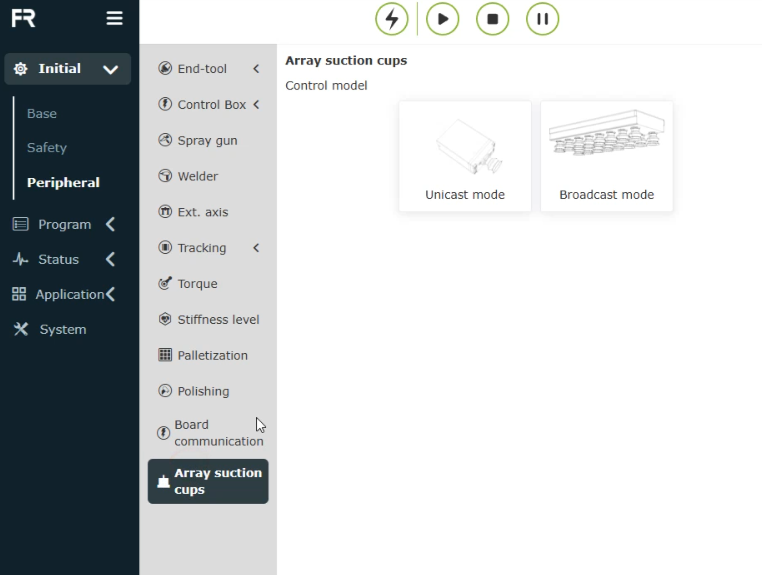 FR
Initial
Base
Safety
Peripheral
Program
Status
Application
System
End-tool
Control Box
Spray gun
Welder
Ext. axis
Tracking
Torque
Stiffness level
Palletization
Polishing
Board
communication
Array suction
cups
Array suction cups
Control model
Unicast mode
Broadcast mode